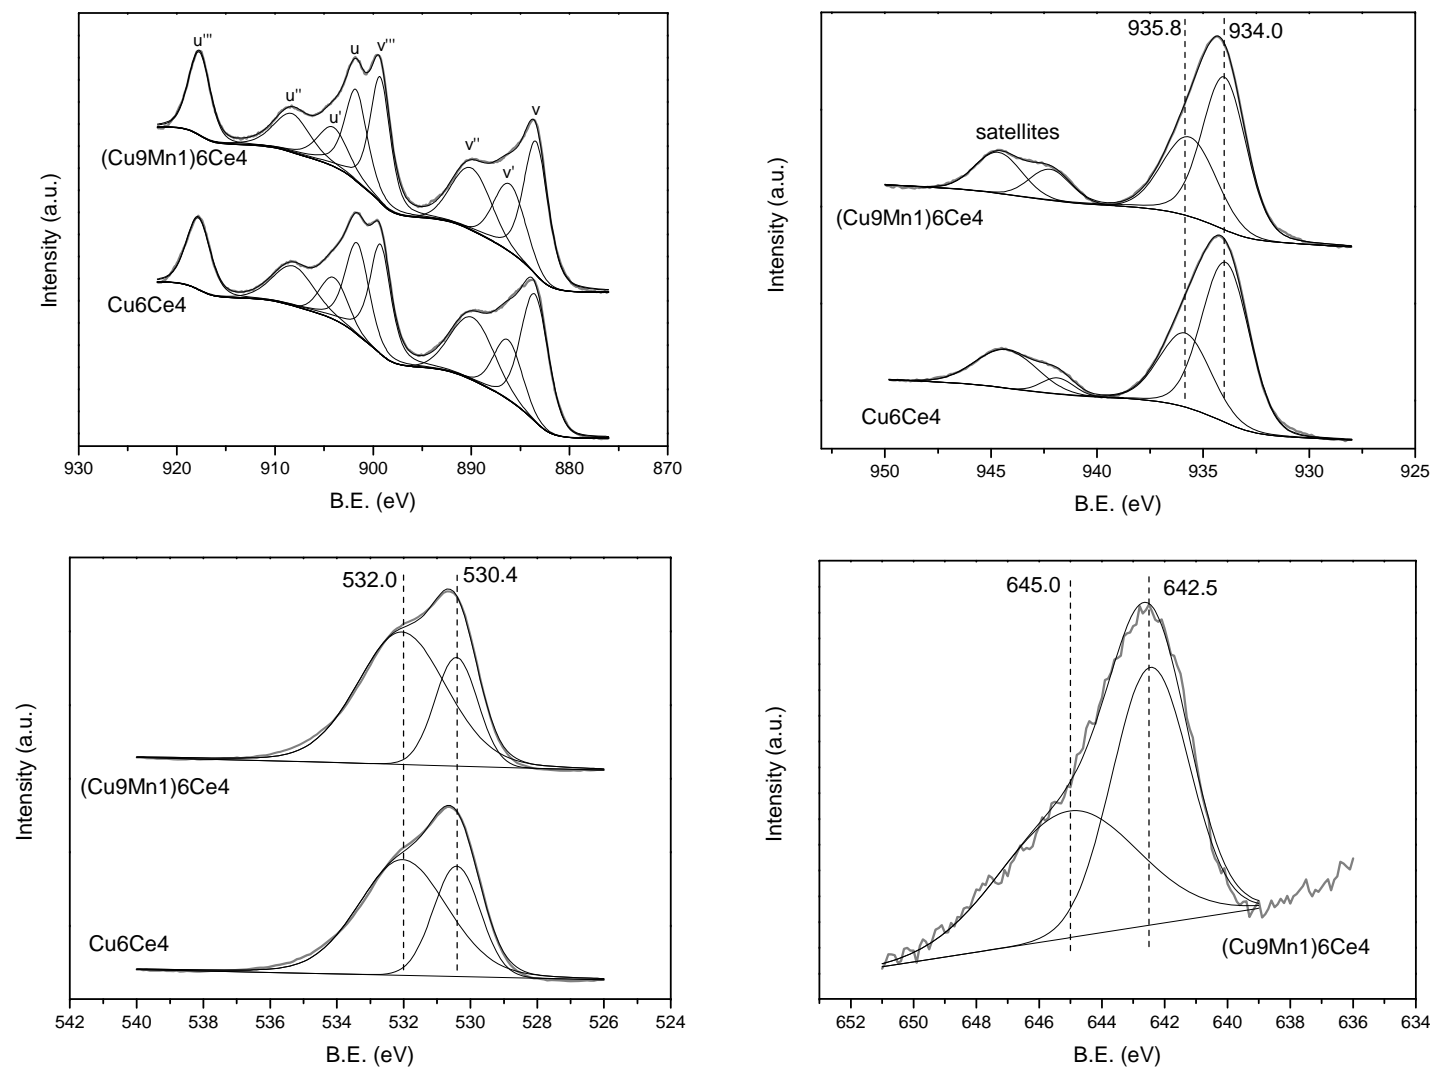 u'''
u''
u'
u
v'''
v''
v'
v
(Cu9Mn1)6Ce4
Cu6Ce4
Intensity (a.u.)
930 920 910 900 890 880 870
B.E. (eV)
935.8 934.0
satellites
(Cu9Mn1)6Ce4
Cu6Ce4
Intensity (a.u.)
950 945 940 935 930 925
B.E. (eV)
532.0 530.4
(Cu9Mn1)6Ce4
Cu6Ce4
Intensity (a.u.)
542 540 538 536 534 532 530 528 526 524
B.E. (eV)
645.0 642.5
(Cu9Mn1)6Ce4
Intensity (a.u.)
652 650 648 646 644 642 640 638 636 634
B.E. (eV)